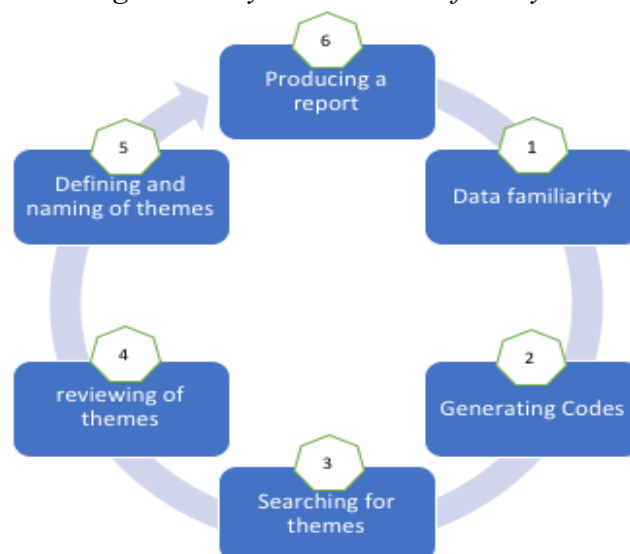 6
Producing a
report
1
Data familiarity
2
Generating Codes
3
Searching for
themes
4
reviewing of
themes
5
Defining and
naming of themes